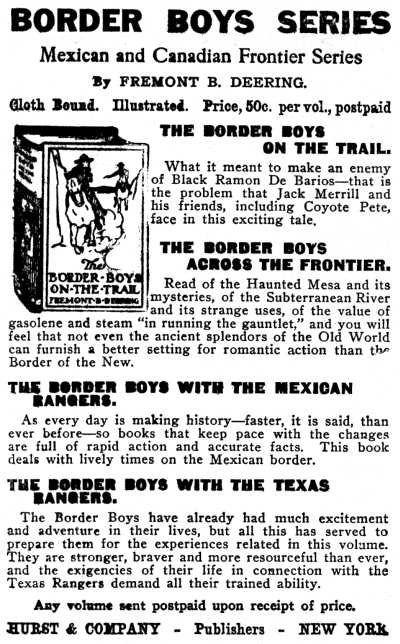 BORDER BOYS SERIES
Mexican and Canadian Frontier Series
By FREMONT B. DEERING.
Cloth Bound. Illustrated. Price, 50c. per vol., postpaid
The
BORDER·BOYS
ON·THE·TRAIL
FREMONT·B·DEERING
THE BORDER BOYS
ON THE TRAIL.
What it meant to make an enemy
of Black Ramon De Barios—that is
the problem that Jack Merrill and
his friends, including Coyote Pete,
face in this exciting tale.
THE BORDER BOYS
ACROSS THE FRONTIER.
Read of the Haunted Mesa and its
mysteries, of the Subterranean River
and its strange uses, of the value of
gasolene and steam "in running the gauntlet," and you will
feel that not even the ancient splendors of the Old World
can furnish a better setting for romantic action than the
Border of the New.
THE BORDER BOYS WITH THE MEXICAN
RANGERS.
As every day is making history—faster, it is said, than
ever before—so books that keep pace with the changes
are full of rapid action and accurate facts. This book
deals with lively times on the Mexican border.
THE BORDER BOYS WITH THE TEXAS
RANGERS.
The Border Boys have already had much excitement
and adventure in their lives, but all this has served to
prepare them for the experiences related in this volume.
They are stronger, braver and more resourceful than ever,
and the exigencies of their life in connection with the
Texas Rangers demand all their trained ability.
Any volume sent postpaid upon receipt of price.
HURST & COMPANY - Publishers - NEW YORK